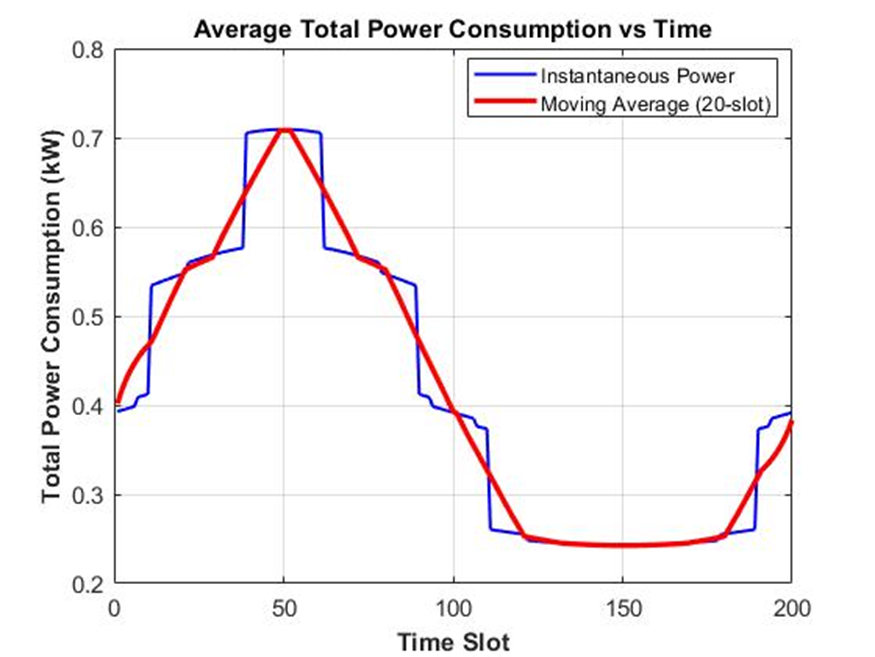 Average Total Power Consumption vs Time
Instantaneous Power
Moving Average (20-slot)
Total Power Consumption (kW)
0.8
0.7
0.6
0.5
0.4
0.3
0.2
0
50
100
150
200
Time Slot